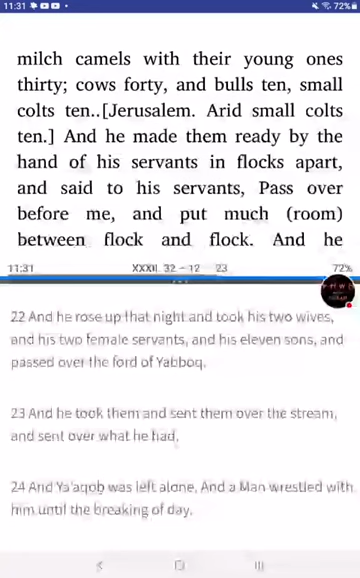 11:31 72%
milch camels with their young ones
thirty; cows forty, and bulls ten, small
colts ten..[Jerusalem. Arid small colts
ten.] And he made them ready by the
hand of his servants in flocks apart,
and said to his servants, Pass over
before me, and put much (room)
between flock and flock. And he
11:31 XXXII. 32 - 12 23 72%
22 And he rose up that night and took his two wives,
and his two female servants, and his eleven sons, and
passed over the ford of Yabboq.
23 And he took them and sent them over the stream,
and sent over what he had.
24 And Ya'aqob was left alone, And a Man wrestled with
him until the breaking of day.